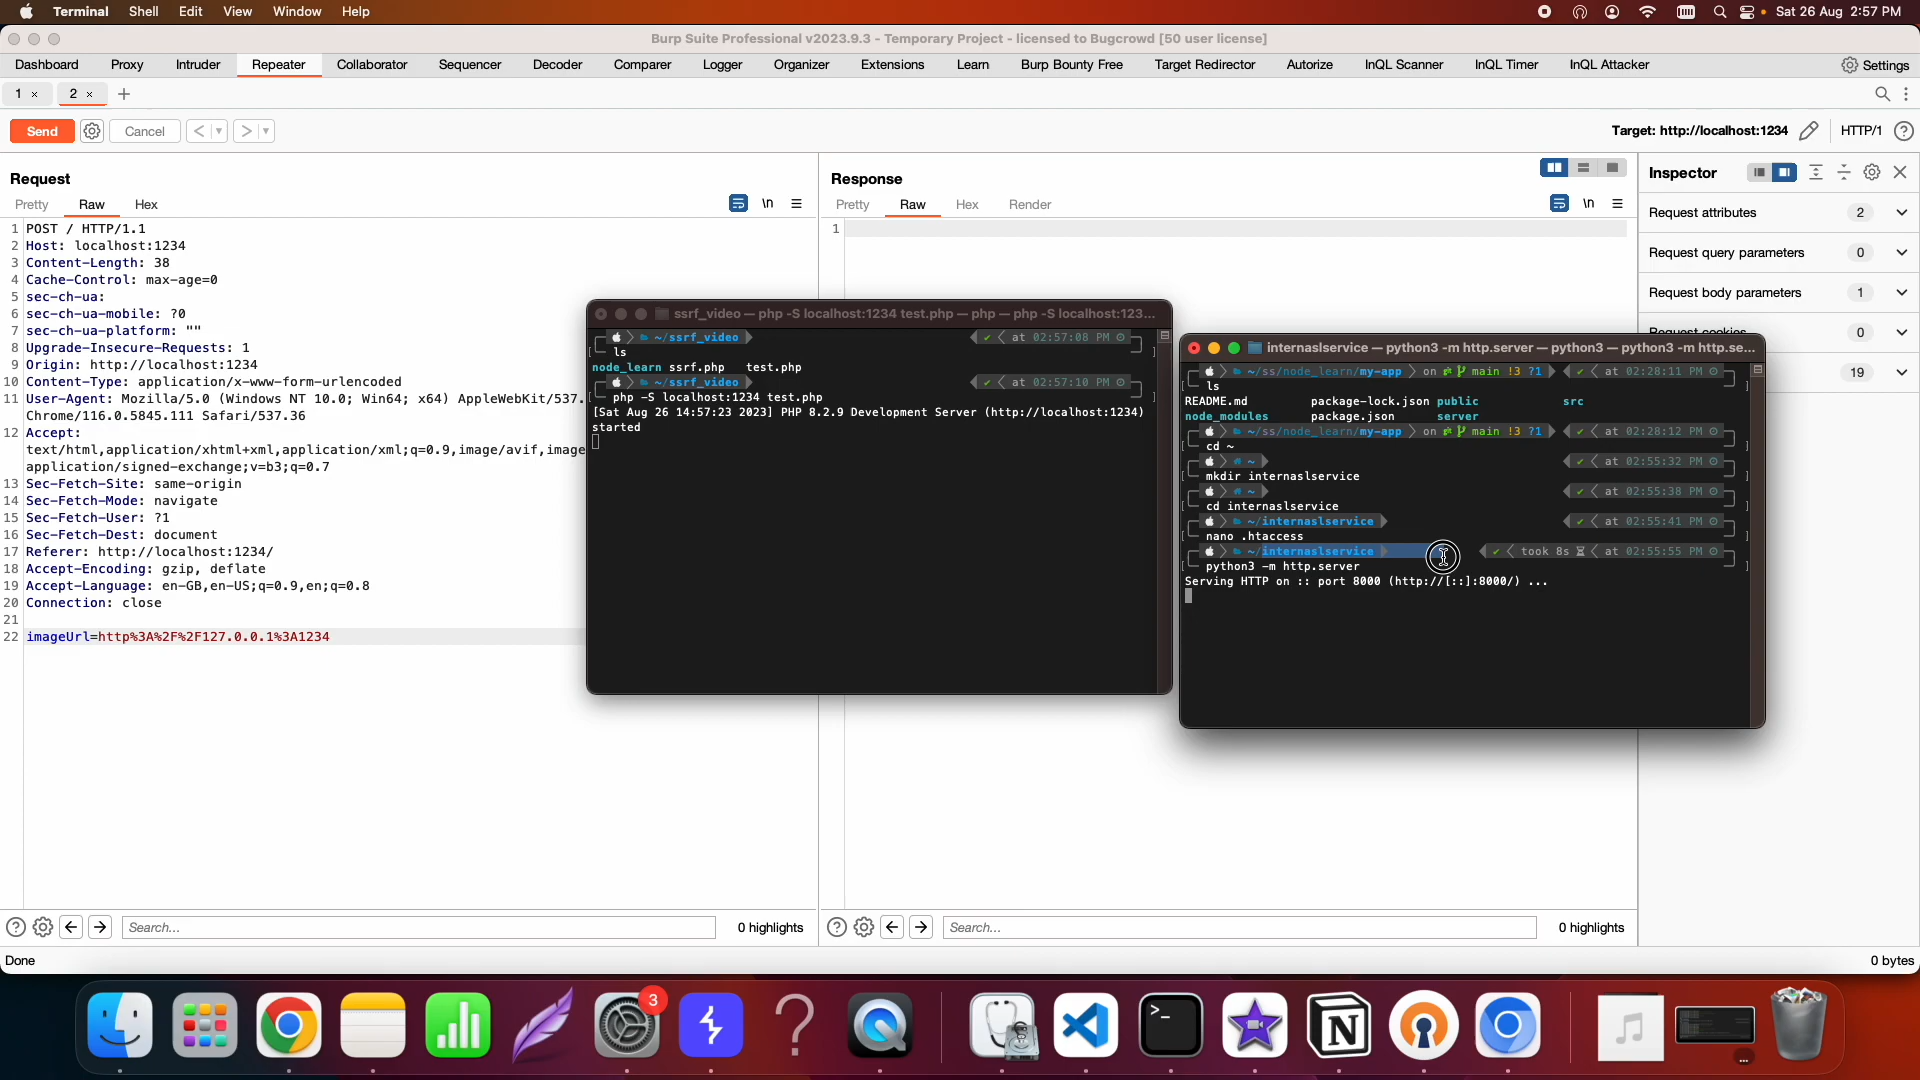 Terminal Shell Edit View Window Help Sat 26 Aug 2:57 PM
Burp Suite Professional v2023.9.3 - Temporary Project - licensed to Bugcrowd [50 user license]
Dashboard Proxy Intruder Repeater Collaborator Sequencer Decoder Comparer Logger Organizer Extensions Learn Burp Bounty Free Target Redirector Autorize InQL Scanner InQL Timer InQL Attacker Settings
1 × 2 × +
Send Cancel < > Target: http://localhost:1234 HTTP/1 ?
Request
Pretty Raw Hex \n
1 POST / HTTP/1.1
2 Host: localhost:1234
3 Content-Length: 38
4 Cache-Control: max-age=0
5 sec-ch-ua:
6 sec-ch-ua-mobile: ?0
7 sec-ch-ua-platform: ""
8 Upgrade-Insecure-Requests: 1
9 Origin: http://localhost:1234
10 Content-Type: application/x-www-form-urlencoded
11 User-Agent: Mozilla/5.0 (Windows NT 10.0; Win64; x64) AppleWebKit/537.
Chrome/116.0.5845.111 Safari/537.36
12 Accept:
text/html,application/xhtml+xml,application/xml;q=0.9,image/avif,image
application/signed-exchange;v=b3;q=0.7
13 Sec-Fetch-Site: same-origin
14 Sec-Fetch-Mode: navigate
15 Sec-Fetch-User: ?1
16 Sec-Fetch-Dest: document
17 Referer: http://localhost:1234/
18 Accept-Encoding: gzip, deflate
19 Accept-Language: en-GB,en-US;q=0.9,en;q=0.8
20 Connection: close
21
22 imageUrl=http%3A%2F%2F127.0.0.1%3A1234
Response
Pretty Raw Hex Render \n
1
Inspector
Request attributes 2
Request query parameters 0
Request body parameters 1
Request cookies 0
19
ssrf_video — php -S localhost:1234 test.php — php — php -S localhost:123...
~/ssrf_video ✔ at 02:57:08 PM
ls
node_learn ssrf.php test.php
~/ssrf_video ✔ at 02:57:10 PM
php -S localhost:1234 test.php
[Sat Aug 26 14:57:23 2023] PHP 8.2.9 Development Server (http://localhost:1234)
started
internaslservice — python3 -m http.server — python3 — python3 -m http.se...
~/ss/node_learn/my-app on main !3 ?1 ✔ at 02:28:11 PM
ls
README.md package-lock.json public src
node_modules package.json server
~/ss/node_learn/my-app on main !3 ?1 ✔ at 02:28:12 PM
cd ~
~ ✔ at 02:55:32 PM
mkdir internaslservice
~ ✔ at 02:55:38 PM
cd internaslservice
~/internaslservice ✔ at 02:55:41 PM
nano .htaccess
~/internaslservice ✔ took 8s at 02:55:55 PM
python3 -m http.server
Serving HTTP on :: port 8000 (http://[::]:8000/) ...
? Search... 0 highlights
? Search... 0 highlights
Done 0 bytes
3